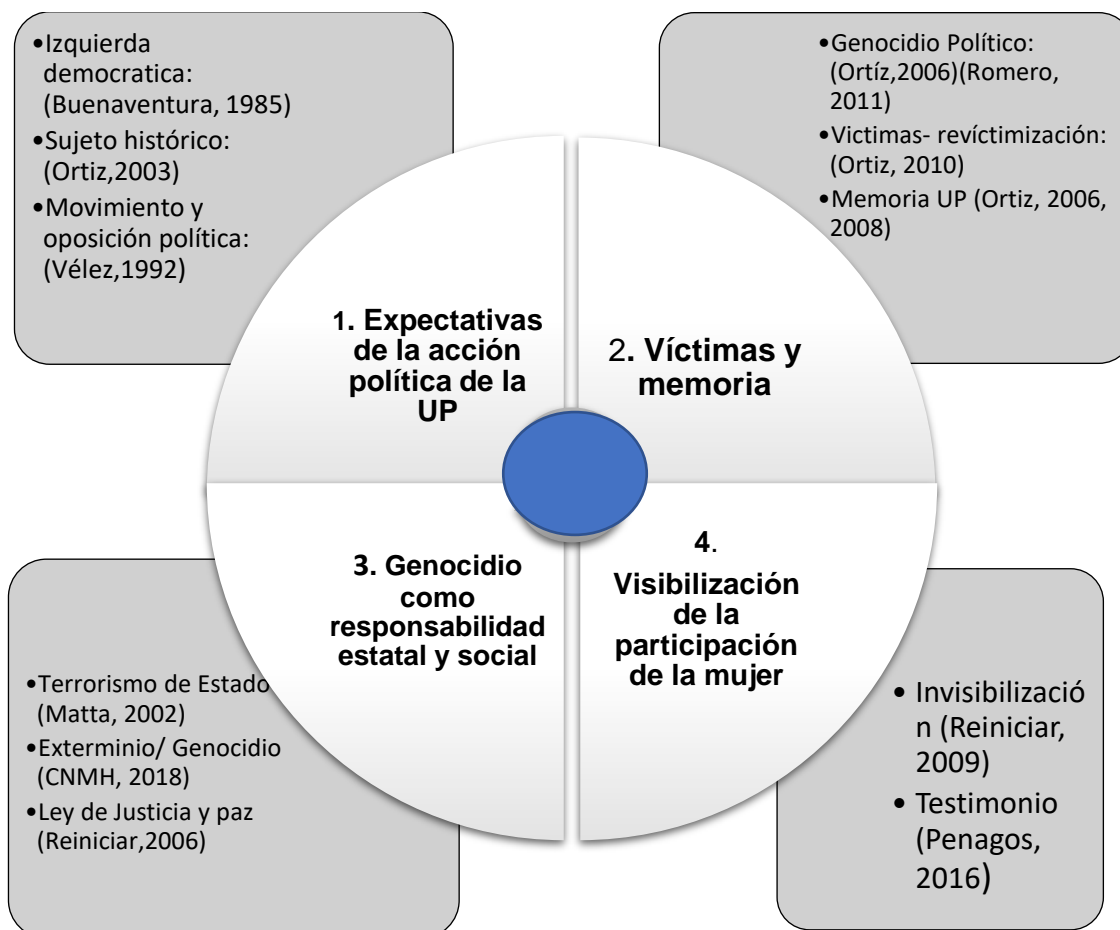 •Izquierda
democratica:
(Buenaventura, 1985)
•Sujeto histórico:
(Ortiz,2003)
•Movimiento y
oposición política:
(Vélez,1992)
•Genocidio Político:
(Ortíz,2006)(Romero,
2011)
•Victimas- revíctimización:
(Ortiz, 2010)
•Memoria UP (Ortiz, 2006,
2008)
1. Expectativas
de la acción
política de la
UP
2. Víctimas y
memoria
3. Genocidio
como
responsabilidad
estatal y social
4.
Visibilización
de la
participación
de la mujer
•Terrorismo de Estado
(Matta, 2002)
•Exterminio/ Genocidio
(CNMH, 2018)
•Ley de Justicia y paz
(Reiniciar,2006)
• Invisibilizació
n (Reiniciar,
2009)
• Testimonio
(Penagos,
2016)